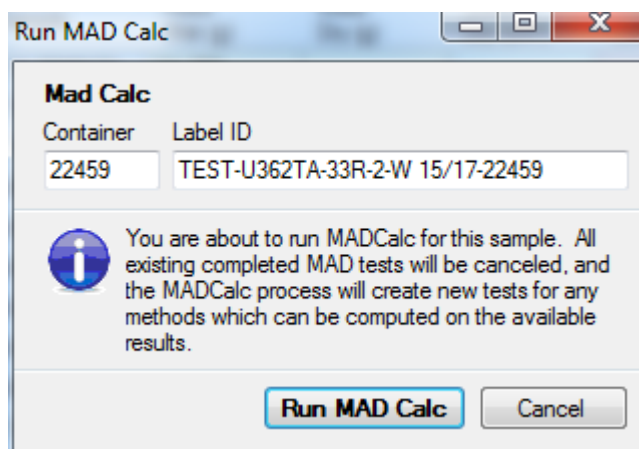 Run MAD Calc
Mad Calc
Container Label ID
22459 TEST-U362TA-33R-2-W 15/17-22459
You are about to run MADCalc for this sample. All
existing completed MAD tests will be canceled, and
the MADCalc process will create new tests for any
methods which can be computed on the available
results.
Run MAD Calc Cancel